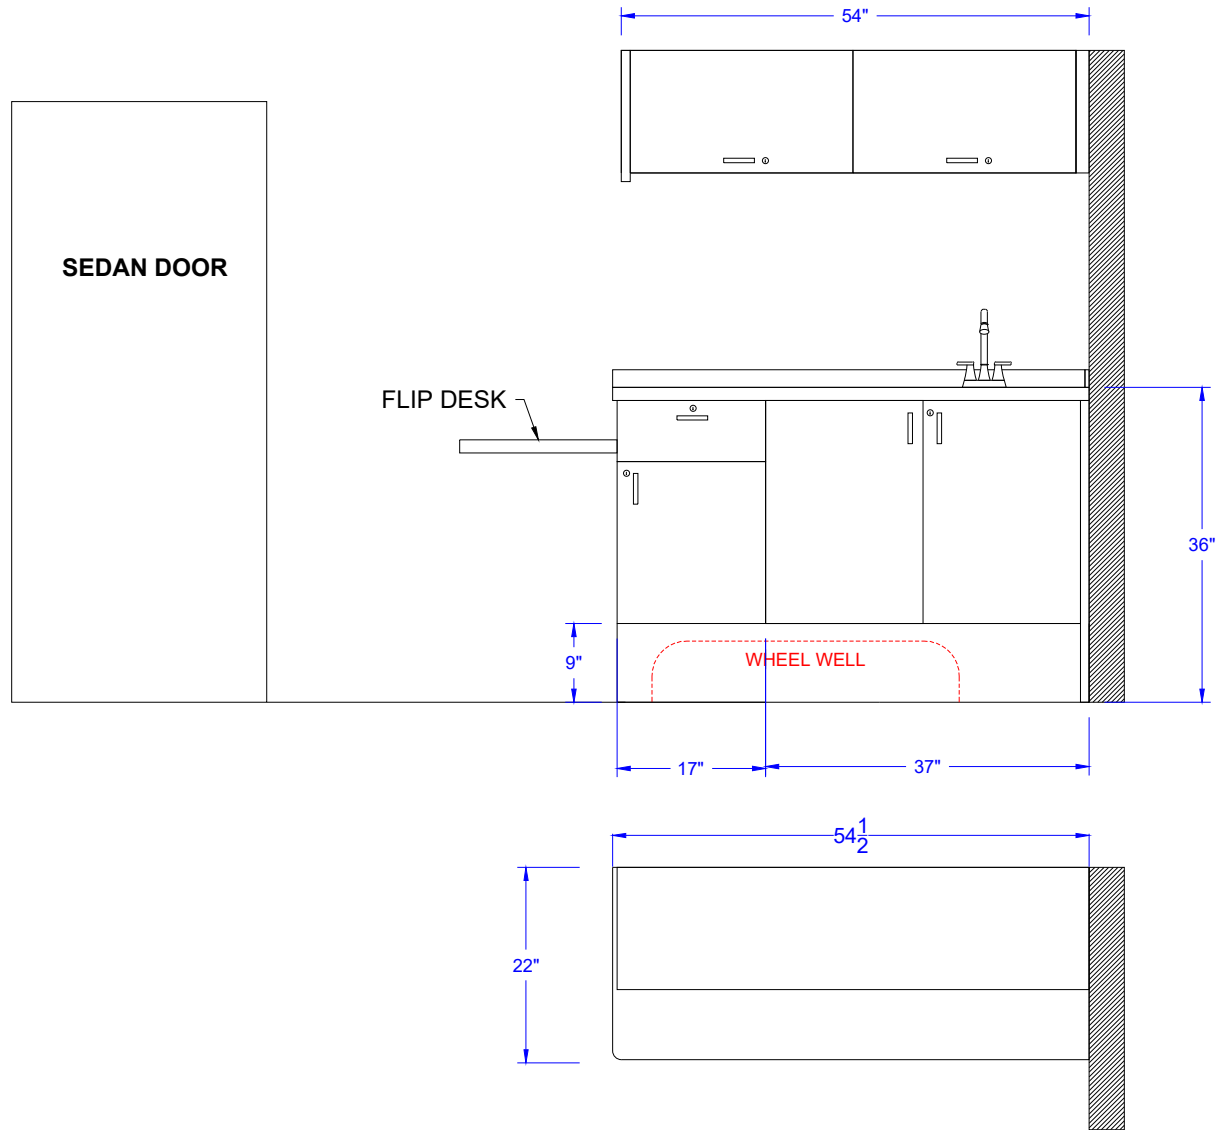 54"
SEDAN DOOR
FLIP DESK
36"
9"
WHEEL WELL
17"
37"
54 1/2
22"